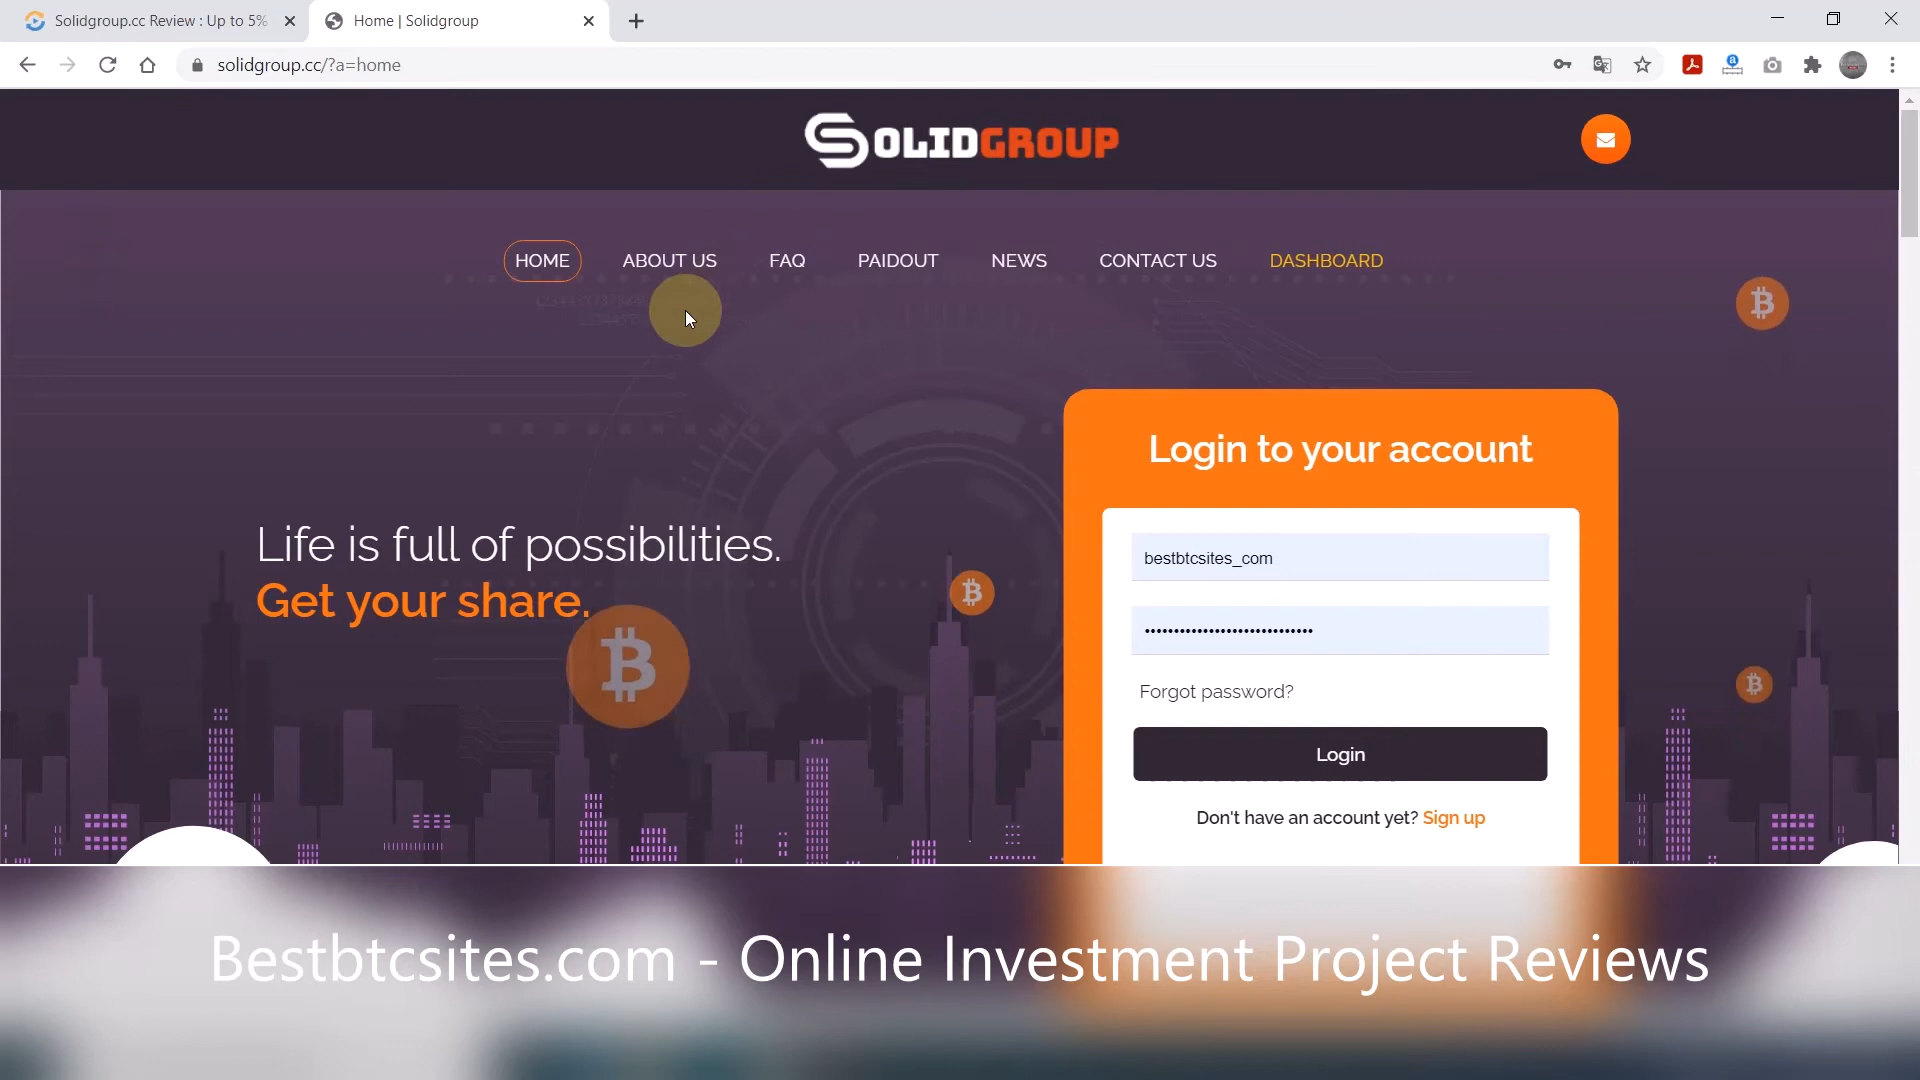 Solidgroup.cc Review : Up to 5%
Home | Solidgroup
solidgroup.cc/?a=home
SOLIDGROUP
HOME
ABOUT US
FAQ
PAIDOUT
NEWS
CONTACT US
DASHBOARD
Login to your account
Life is full of possibilities.
Get your share.
bestbtcsites_com
Forgot password?
Login
Don't have an account yet? Sign up
Bestbtcsites.com - Online Investment Project Reviews